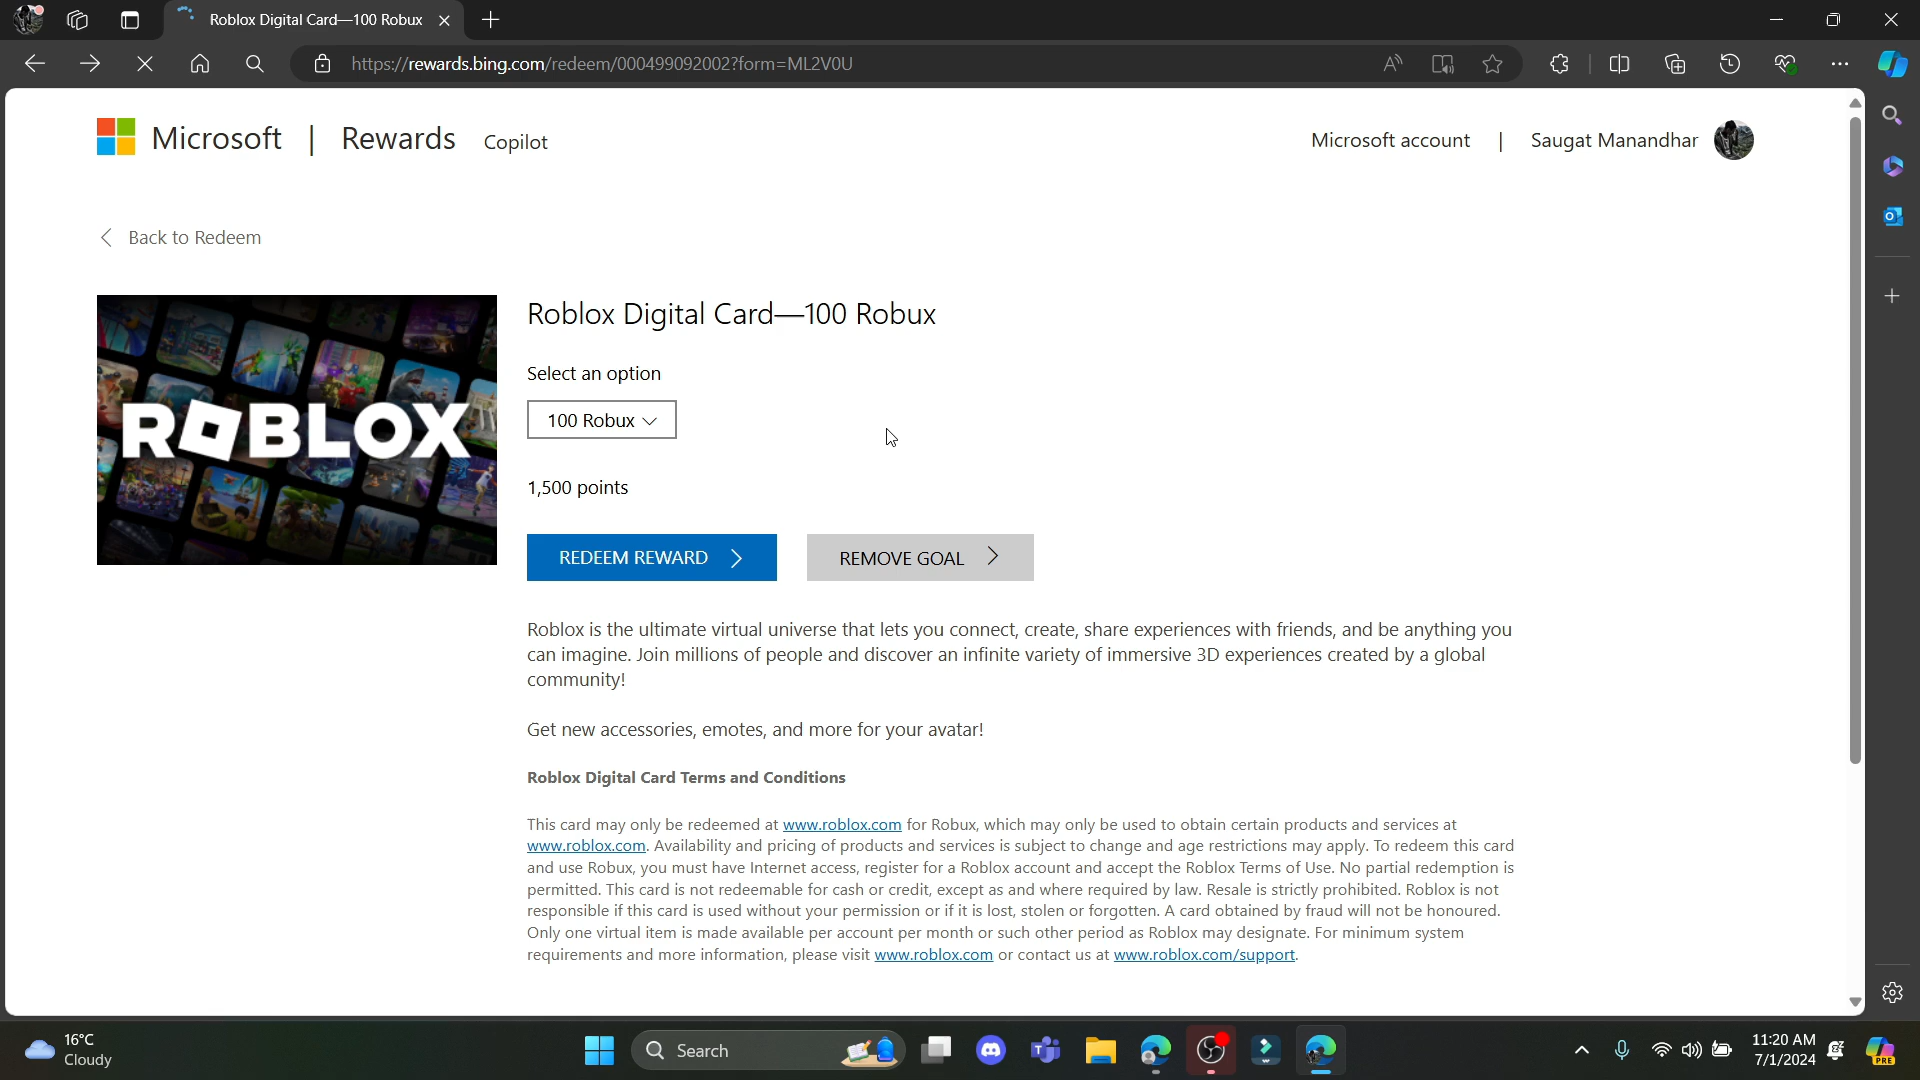 Roblox Digital Card—100 Robux
https://rewards.bing.com/redeem/000499092002?form=ML2V0U
Microsoft | Rewards Copilot
Microsoft account | Saugat Manandhar
Back to Redeem
ROBLOX
Roblox Digital Card—100 Robux
Select an option
100 Robux
1,500 points
REDEEM REWARD
REMOVE GOAL
Roblox is the ultimate virtual universe that lets you connect, create, share experiences with friends, and be anything you
can imagine. Join millions of people and discover an infinite variety of immersive 3D experiences created by a global
community!
Get new accessories, emotes, and more for your avatar!
Roblox Digital Card Terms and Conditions
This card may only be redeemed at www.roblox.com for Robux, which may only be used to obtain certain products and services at
www.roblox.com. Availability and pricing of products and services is subject to change and age restrictions may apply. To redeem this card
and use Robux, you must have Internet access, register for a Roblox account and accept the Roblox Terms of Use. No partial redemption is
permitted. This card is not redeemable for cash or credit, except as and where required by law. Resale is strictly prohibited. Roblox is not
responsible if this card is used without your permission or if it is lost, stolen or forgotten. A card obtained by fraud will not be honoured.
Only one virtual item is made available per account per month or such other period as Roblox may designate. For minimum system
requirements and more information, please visit www.roblox.com or contact us at www.roblox.com/support.
16°C
Cloudy
Search
11:20 AM
7/1/2024
PRE